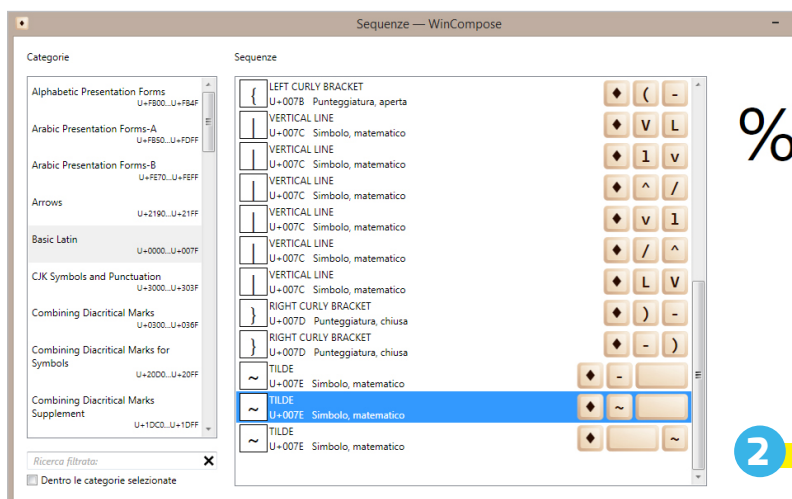 Sequenze — WinCompose
Categorie
Sequenze
Alphabetic Presentation Forms
U+FB00...U+FB4F
Arabic Presentation Forms-A
U+FB50...U+FDFF
Arabic Presentation Forms-B
U+FE70...U+FEFF
Arrows
U+2190...U+21FF
Basic Latin
U+0000...U+007F
CJK Symbols and Punctuation
U+3000...U+303F
Combining Diacritical Marks
U+0300...U+036F
Combining Diacritical Marks for
Symbols
U+20D0...U+20FF
Combining Diacritical Marks
Supplement
U+1DC0...U+1DFF
Ricerca filtrata:
Dentro le categorie selezionate
{ LEFT CURLY BRACKET ♦ ( -
U+007B Punteggiatura, aperta
| VERTICAL LINE ♦ V L
U+007C Simbolo, matematico
| VERTICAL LINE ♦ l v
U+007C Simbolo, matematico
| VERTICAL LINE ♦ ^ /
U+007C Simbolo, matematico
| VERTICAL LINE ♦ v l
U+007C Simbolo, matematico
| VERTICAL LINE ♦ / ^
U+007C Simbolo, matematico
| VERTICAL LINE ♦ L V
U+007C Simbolo, matematico
} RIGHT CURLY BRACKET ♦ ) -
U+007D Punteggiatura, chiusa
} RIGHT CURLY BRACKET ♦ - )
U+007D Punteggiatura, chiusa
~ TILDE ♦ -
U+007E Simbolo, matematico
~ TILDE ♦ ~
U+007E Simbolo, matematico
~ TILDE ♦ ~
U+007E Simbolo, matematico
%
2